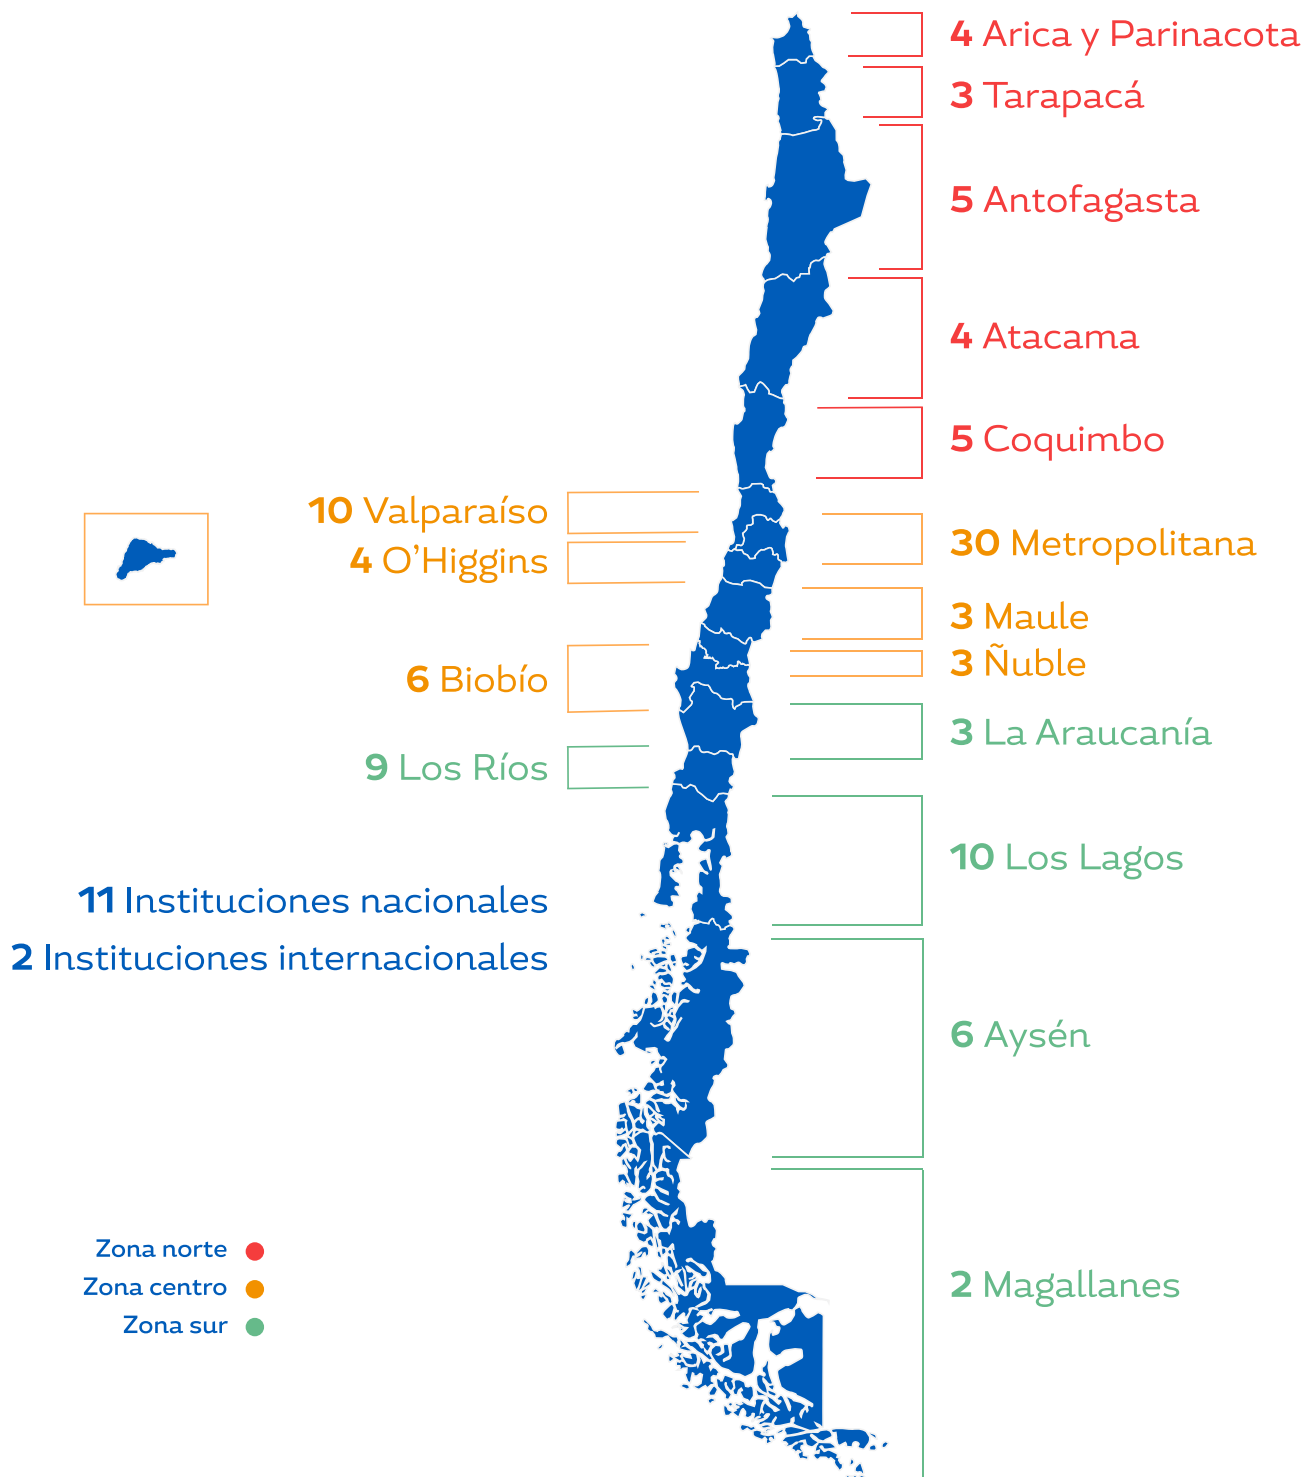 4 Arica y Parinacota
3 Tarapacá
5 Antofagasta
4 Atacama
5 Coquimbo
10 Valparaíso
30 Metropolitana
4 O’Higgins
3 Maule
3 Ñuble
6 Biobío
3 La Araucanía
9 Los Ríos
10 Los Lagos
11 Instituciones nacionales
2 Instituciones internacionales
6 Aysén
2 Magallanes
Zona norte
Zona centro
Zona sur